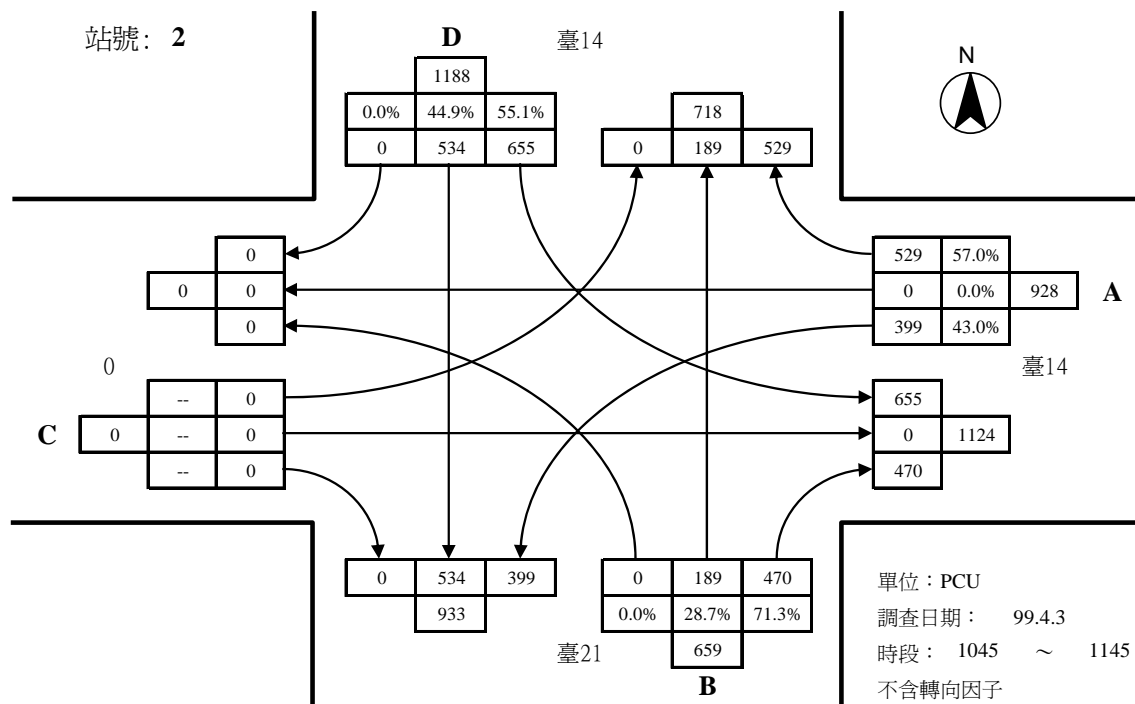 站號: 2
D
臺14
N
1188
0.0% 44.9% 55.1%
0 534 655
718
0 189 529
0
0 0
0
529 57.0%
0 0.0% 928
399 43.0%
A
0
臺14
-- 0
C 0 -- 0
-- 0
655
0 1124
470
0 534 399
933
0 189 470
0.0% 28.7% 71.3%
659
臺21
B
單位：PCU
調查日期： 99.4.3
時段： 1045 ～ 1145
不含轉向因子